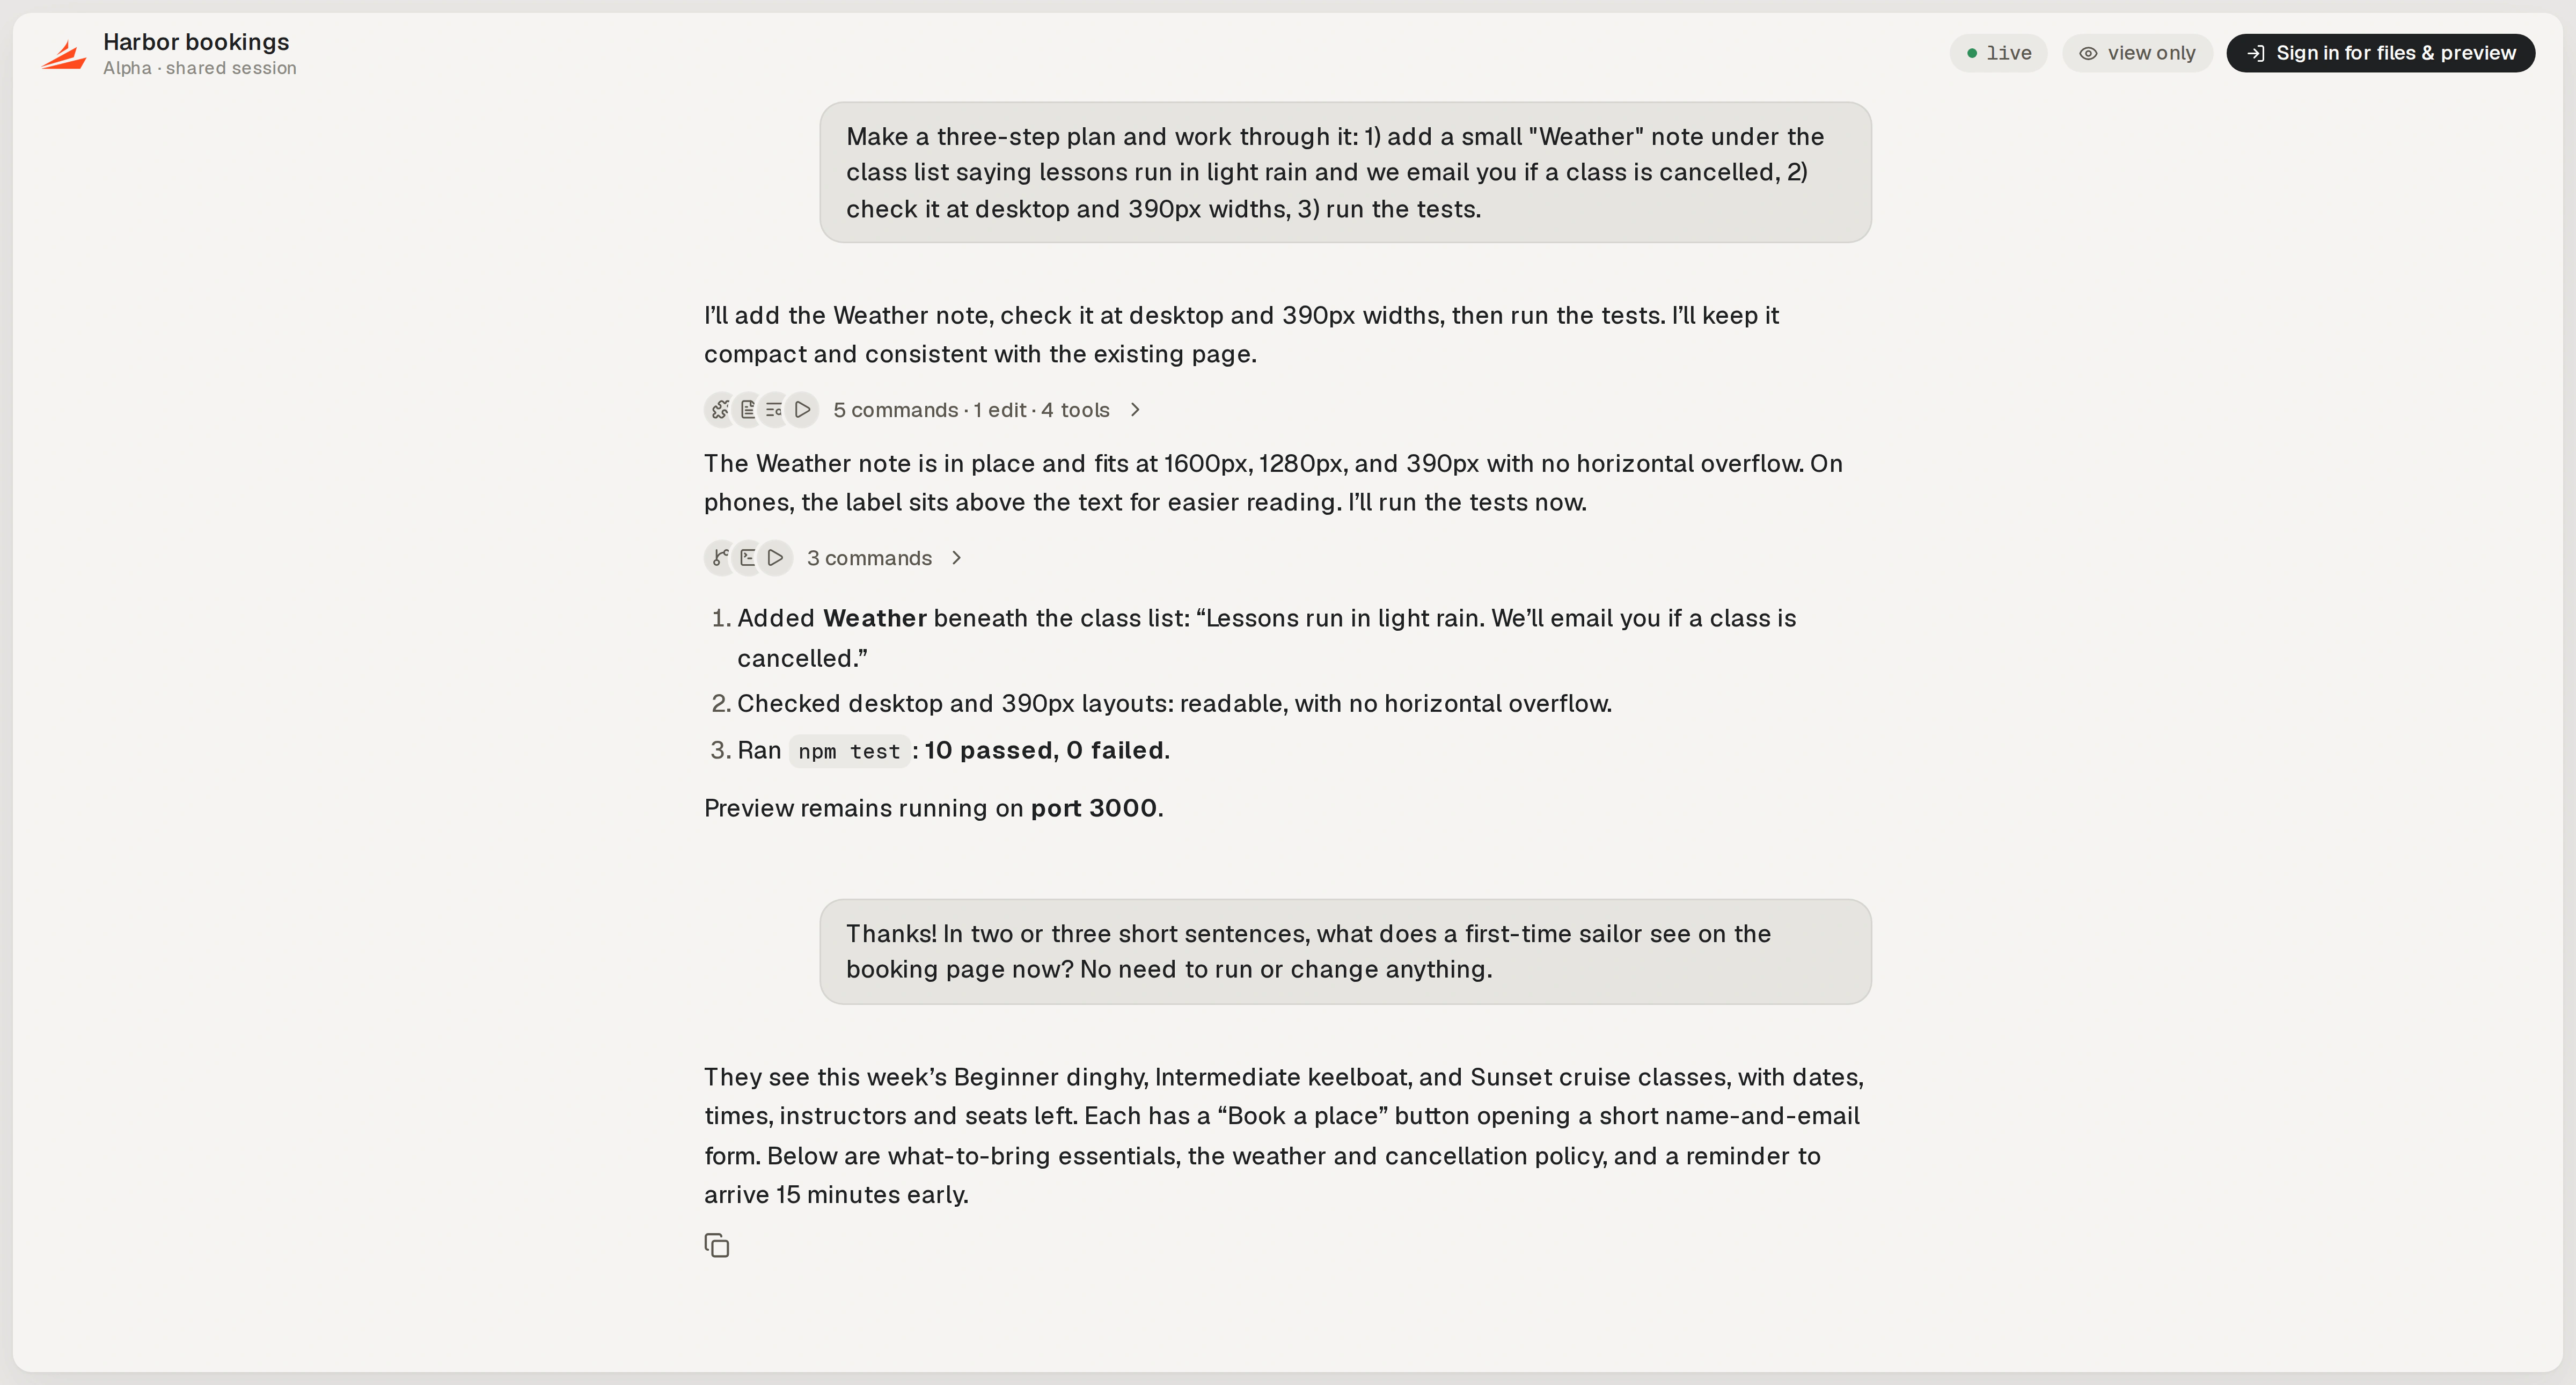 Harbor bookings
Alpha · shared session
live
view only
Sign in for files & preview
Make a three-step plan and work through it: 1) add a small "Weather" note under the
class list saying lessons run in light rain and we email you if a class is cancelled, 2)
check it at desktop and 390px widths, 3) run the tests.
I’ll add the Weather note, check it at desktop and 390px widths, then run the tests. I’ll keep it
compact and consistent with the existing page.
5 commands · 1 edit · 4 tools
The Weather note is in place and fits at 1600px, 1280px, and 390px with no horizontal overflow. On
phones, the label sits above the text for easier reading. I’ll run the tests now.
3 commands
1. Added Weather beneath the class list: “Lessons run in light rain. We’ll email you if a class is
cancelled.”
2. Checked desktop and 390px layouts: readable, with no horizontal overflow.
3. Ran npm test: 10 passed, 0 failed.
Preview remains running on port 3000.
Thanks! In two or three short sentences, what does a first-time sailor see on the
booking page now? No need to run or change anything.
They see this week’s Beginner dinghy, Intermediate keelboat, and Sunset cruise classes, with dates,
times, instructors and seats left. Each has a “Book a place” button opening a short name-and-email
form. Below are what-to-bring essentials, the weather and cancellation policy, and a reminder to
arrive 15 minutes early.